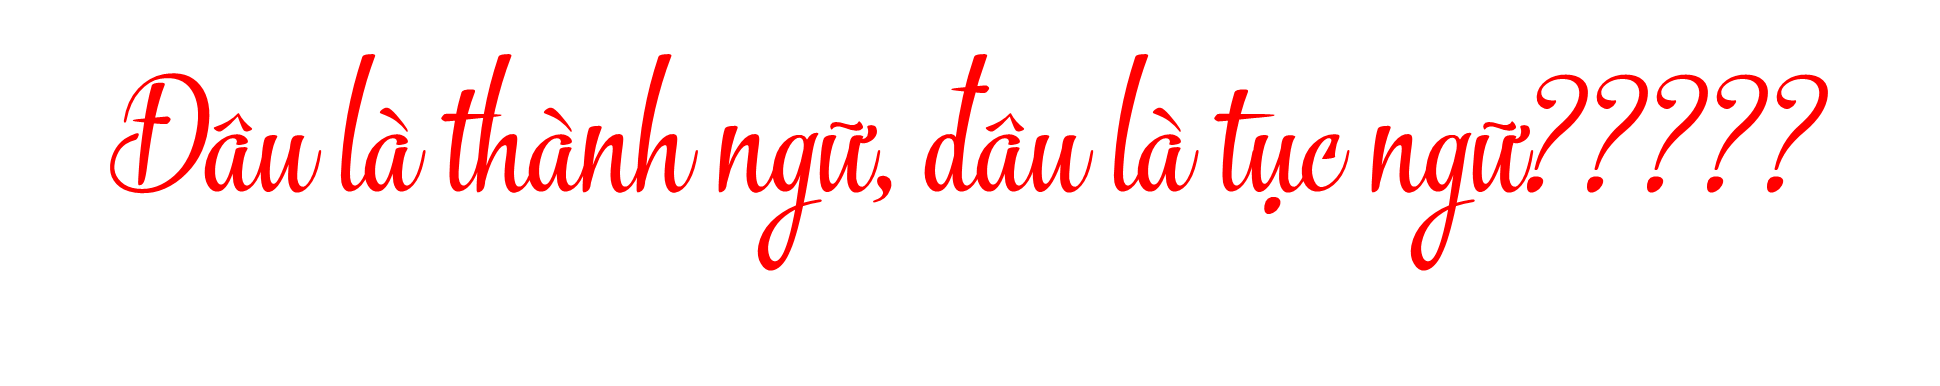 Đâu là thành ngữ, đâu là tục ngữ?????